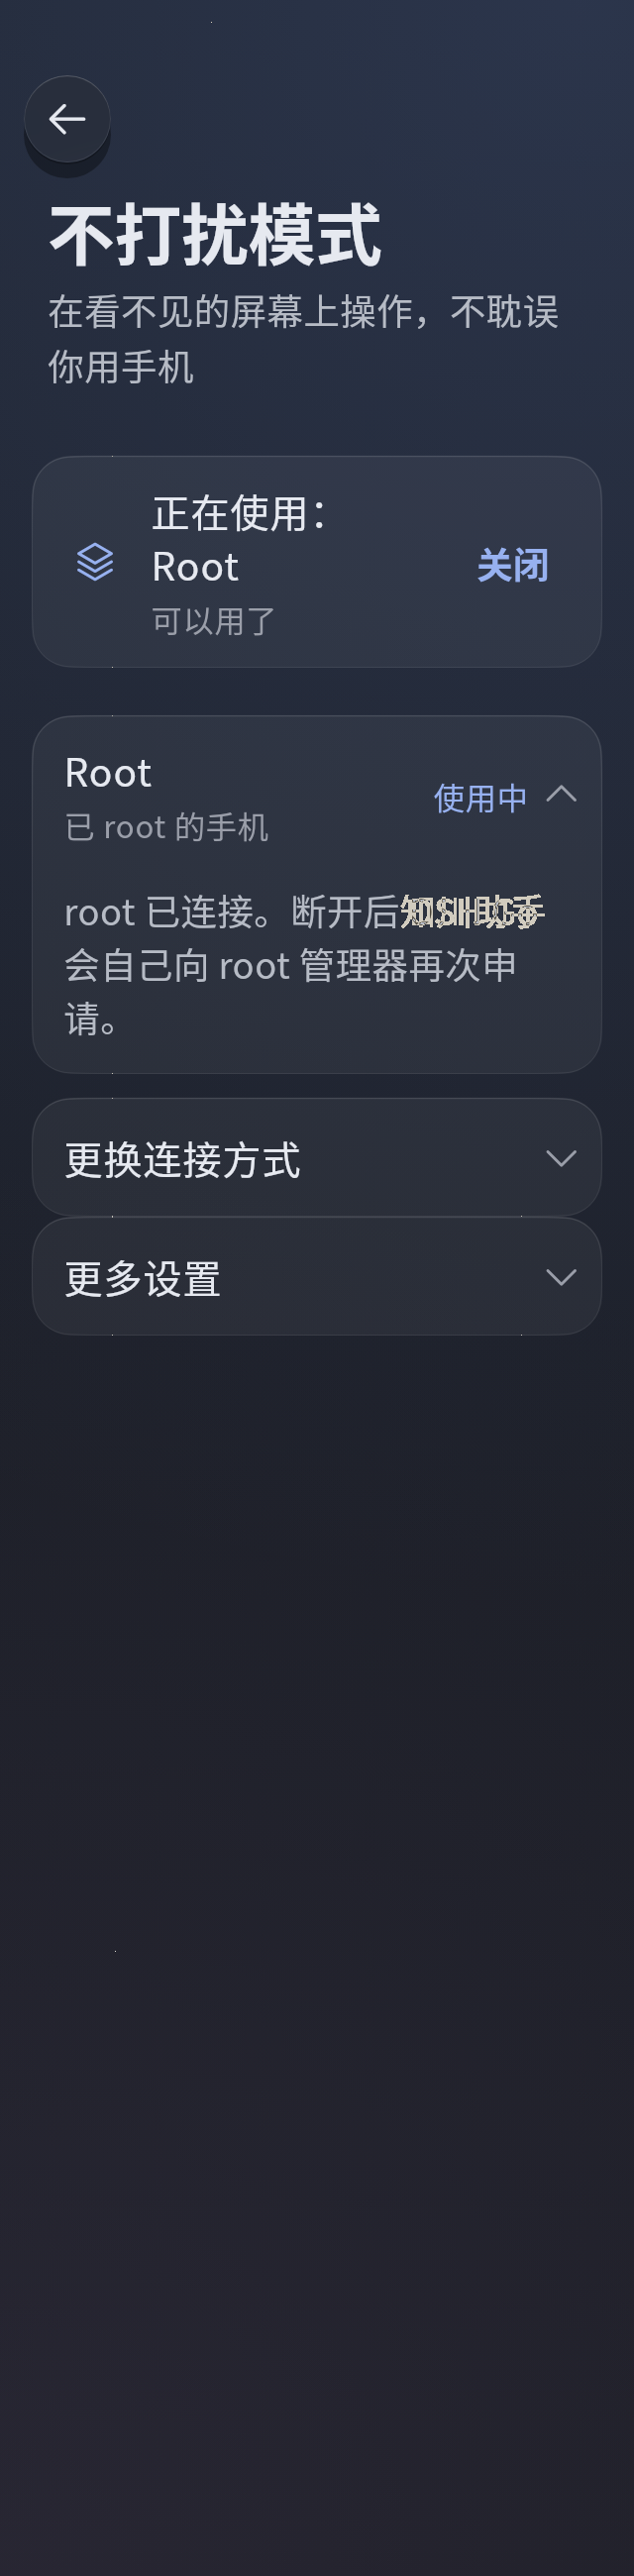 不打扰模式
在看不见的屏幕上操作，不耽误
你用手机
正在使用：
Root
可以用了
关闭
Root
已 root 的手机
使用中
root 已连接。断开后
会自己向 root 管理器再次申
请。
更换连接方式
更多设置